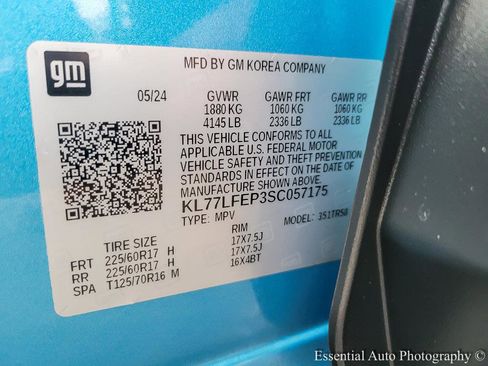 gm
MFD BY GM KOREA COMPANY
05/24 GVWR GAWR FRT GAWR RR
1880 KG 1060 KG 1060 KG
4145 LB 2336 LB 2336 LB
THIS VEHICLE CONFORMS TO ALL
APPLICABLE U.S. FEDERAL MOTOR
VEHICLE SAFETY AND THEFT PREVENTION
STANDARDS IN EFFECT ON THE DATE OF
MANUFACTURE SHOWN ABOVE.
KL77LFEP3SC057175
TYPE: MPV MODEL: 351TR58
TIRE SIZE RIM
FRT 225/60R17 H 17X7.5J
RR 225/60R17 H 17X7.5J
SPA T125/70R16 M 16X4BT
Essential Auto Photography (C)